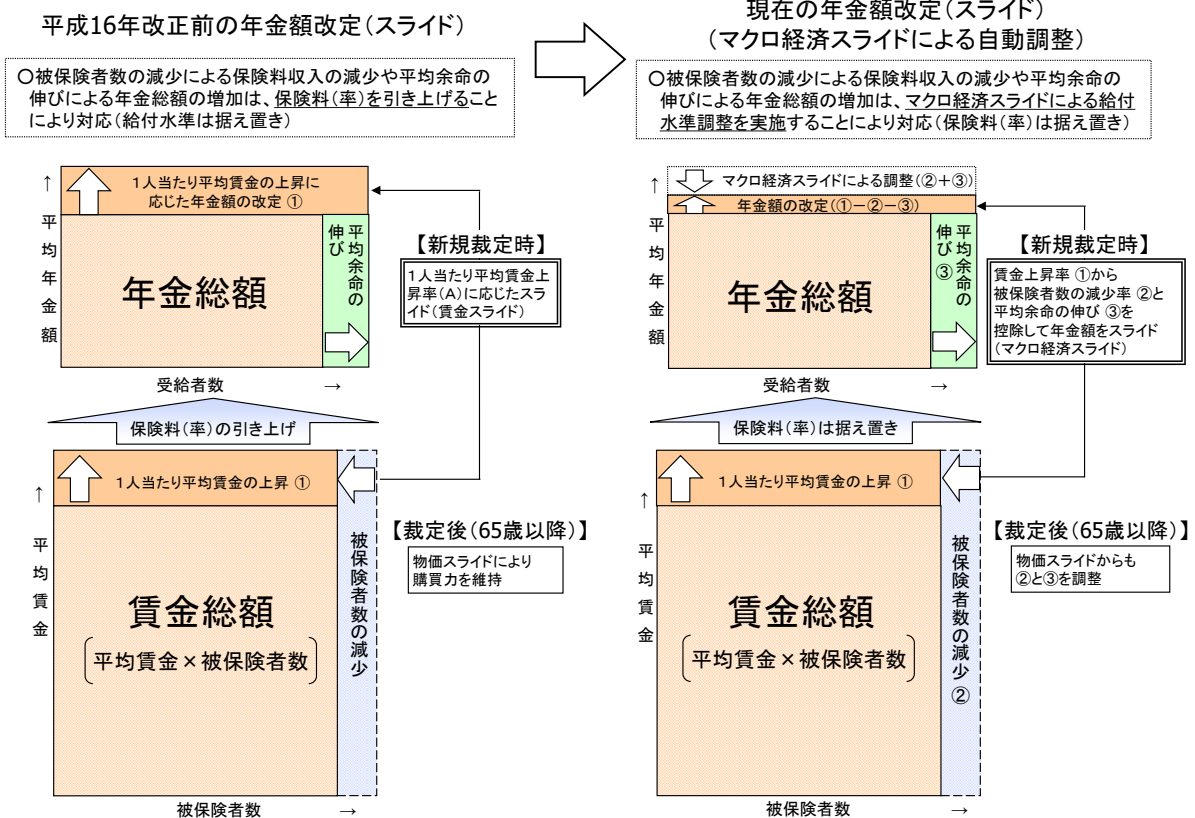 平成16年改正前の年金額改定(スライド)
○被保険者数の減少による保険料収入の減少や平均余命の
伸びによる年金総額の増加は、保険料(率)を引き上げること
により対応(給付水準は据え置き)
↑
平均年金額
1人当たり平均賃金の上昇に
応じた年金額の改定 ①
年金総額
平均余命の
伸び
受給者数 →
【新規裁定時】
1人当たり平均賃金上
昇率(A)に応じたスラ
イド(賃金スライド)
保険料(率)の引き上げ
↑
平均賃金
1人当たり平均賃金の上昇 ①
賃金総額
平均賃金×被保険者数
被保険者数の減少
被保険者数 →
【裁定後(65歳以降)】
物価スライドにより
購買力を維持
現在の年金額改定(スライド)
(マクロ経済スライドによる自動調整)
○被保険者数の減少による保険料収入の減少や平均余命の
伸びによる年金総額の増加は、マクロ経済スライドによる給付
水準調整を実施することにより対応(保険料(率)は据え置き)
↑
平均年金額
マクロ経済スライドによる調整(②+③)
年金額の改定(①-②-③)
年金総額
平均余命の
伸び ③
受給者数 →
【新規裁定時】
賃金上昇率 ①から
被保険者数の減少率 ②と
平均余命の伸び ③を
控除して年金額をスライド
(マクロ経済スライド)
保険料(率)は据え置き
↑
平均賃金
1人当たり平均賃金の上昇 ①
賃金総額
平均賃金×被保険者数
被保険者数の減少 ②
被保険者数 →
【裁定後(65歳以降)】
物価スライドからも
②と③を調整